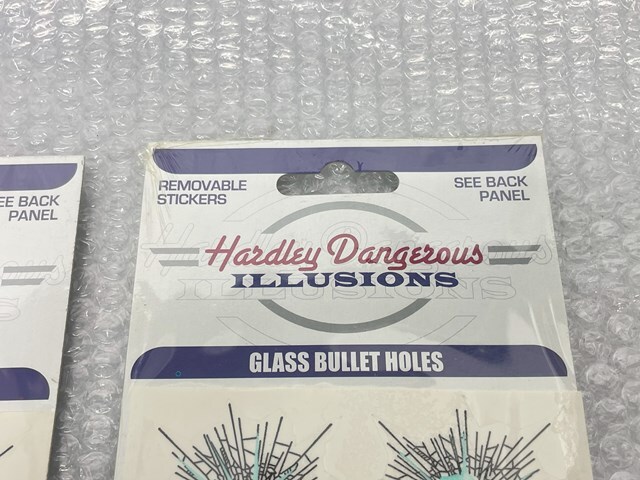 EE BACK
PANEL
REMOVABLE
STICKERS
SEE BACK
PANEL
Hardley Dangerous
ILLUSIONS
GLASS BULLET HOLES